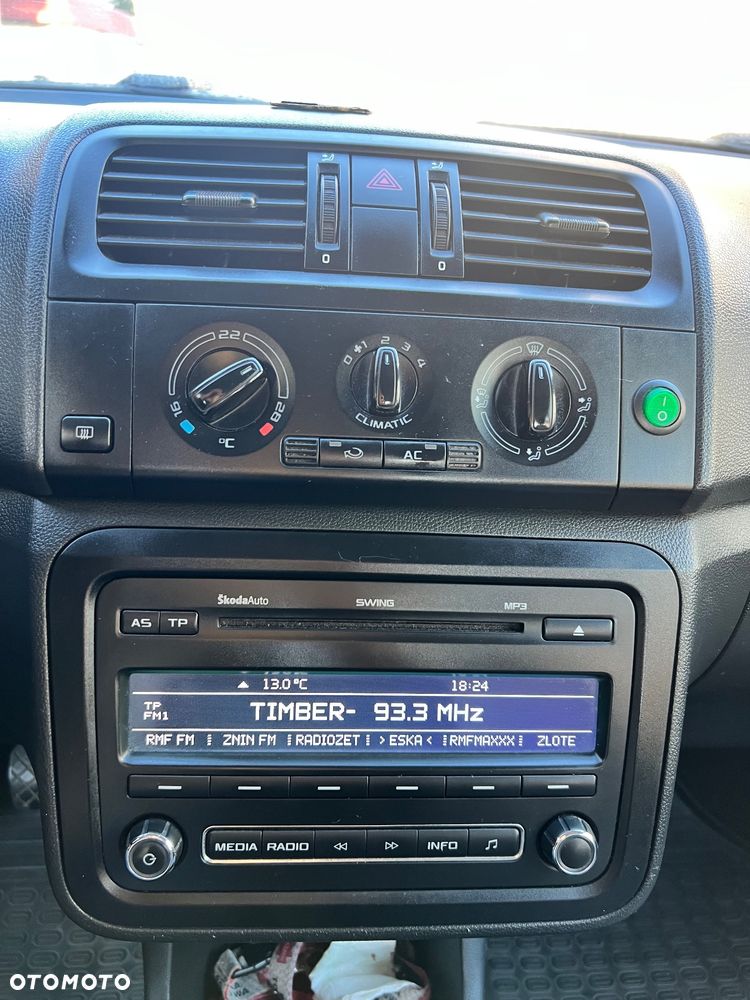 0 0
22
16 28
°C
0 1 2 3 4
CLIMATIC
AC
I
O
ŠkodaAuto SWING MP3
AS TP
13.0°C 18:24
TP
FM1
TIMBER- 93.3 MHz
RMF FM ZNIN FM RADIOZET >ESKA< RMFMAXXX ZLOTE
MEDIA RADIO INFO
OTOMOTO